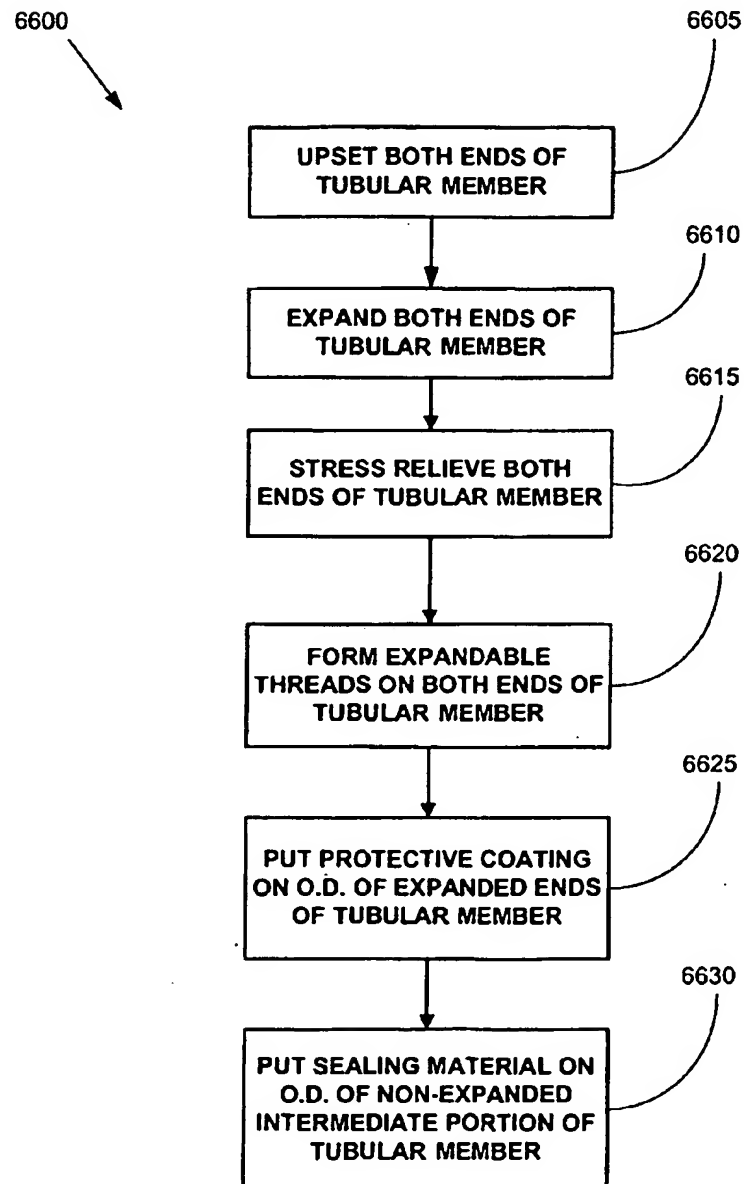 6600
6605
UPSET BOTH ENDS OF
TUBULAR MEMBER
6610
EXPAND BOTH ENDS OF
TUBULAR MEMBER
6615
STRESS RELIEVE BOTH
ENDS OF TUBULAR MEMBER
6620
FORM EXPANDABLE
THREADS ON BOTH ENDS OF
TUBULAR MEMBER
6625
PUT PROTECTIVE COATING
ON O.D. OF EXPANDED ENDS
OF TUBULAR MEMBER
6630
PUT SEALING MATERIAL ON
O.D. OF NON-EXPANDED
INTERMEDIATE PORTION OF
TUBULAR MEMBER